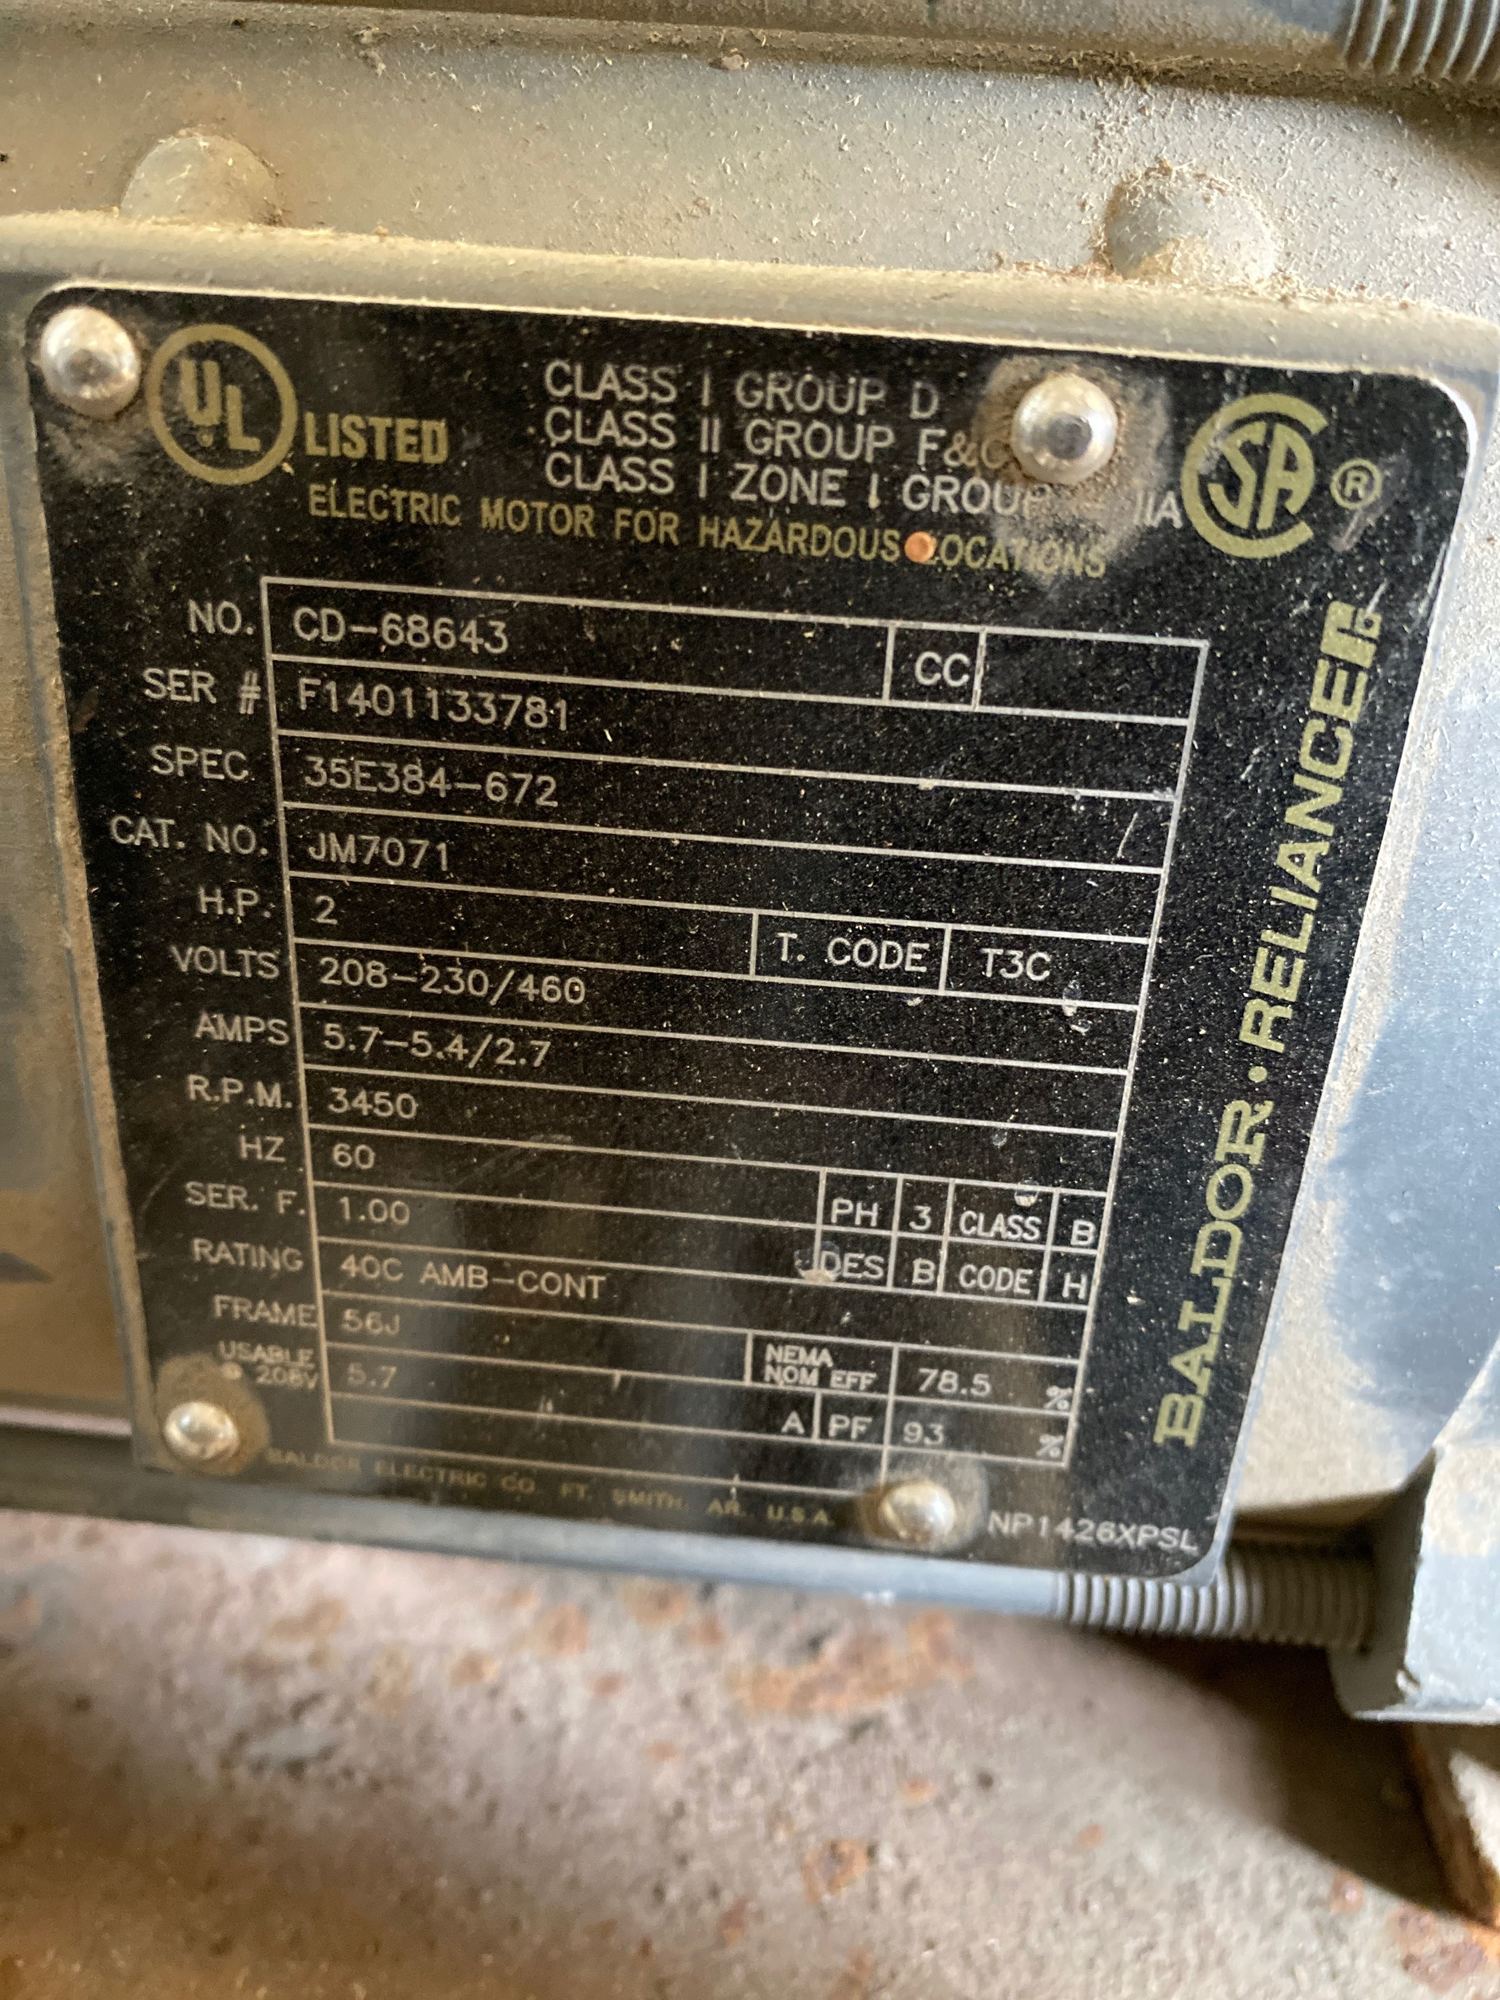 UL LISTED
CLASS I GROUP D
CLASS II GROUP F&
CLASS I ZONE I GROUP IIA
SA ®
ELECTRIC MOTOR FOR HAZARDOUS LOCATIONS
NO. CD-68643 CC
SER # F1401133781
SPEC 35E384-672
CAT. NO. JM7071
H.P. 2 T. CODE T3C
VOLTS 208-230/460
AMPS 5.7-5.4/2.7
R.P.M. 3450
HZ 60 PH 3 CLASS B
SER. F. 1.00 DES B CODE H
RATING 40C AMB-CONT
FRAME 56J NEMA NOM EFF 78.5 %
USABLE @ 208V 5.7 A PF 93 %
BALDOR ELECTRIC CO. FT. SMITH, AR. U.S.A.
NP1426XPSL
BALDOR · RELIANCE